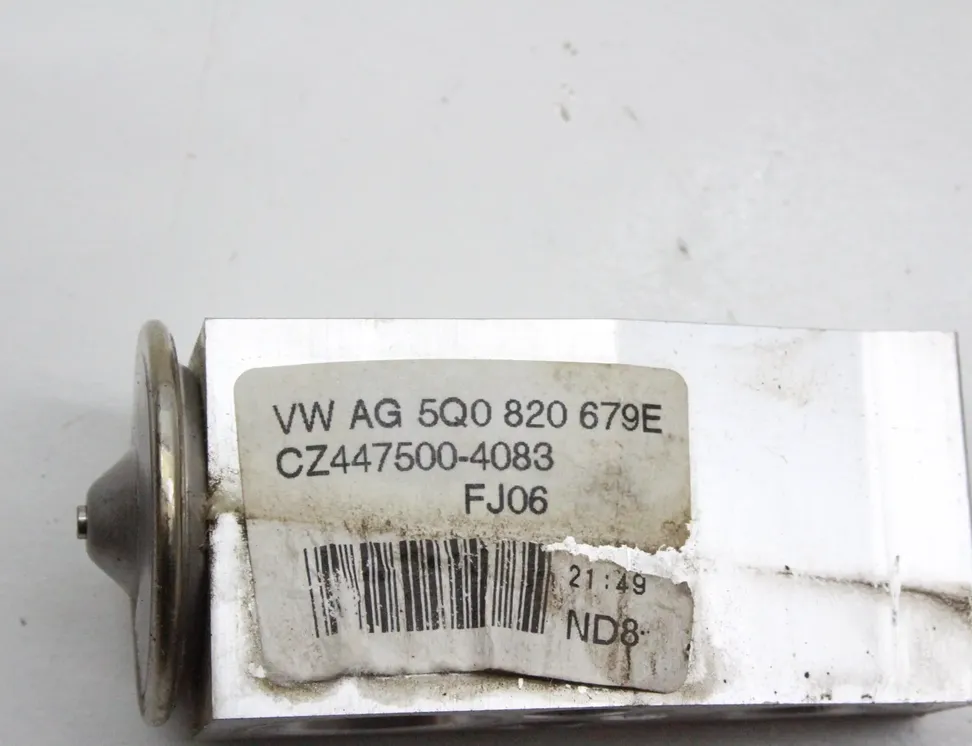 VW AG 5Q0 820 679E
CZ447500-4083
FJ06
21:49
ND8